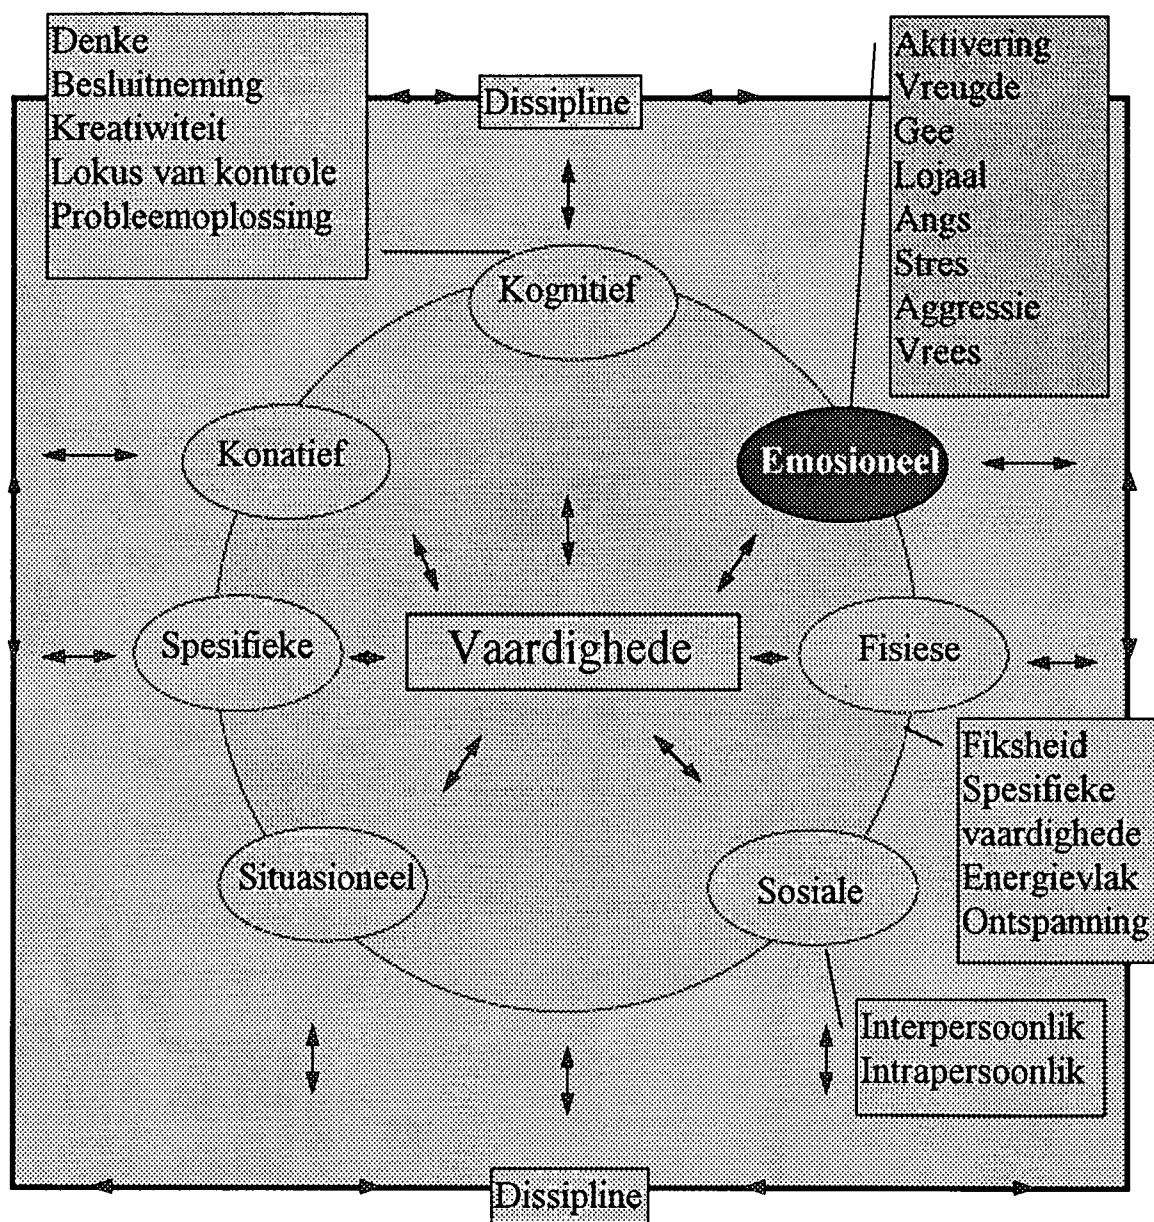 Denke
Besluitneming
Kreatiwiteit
Lokus van kontrole
Probleemoplossing
Dissipline
Aktivering
Vreugde
Gee
Lojaal
Angs
Stres
Aggressie
Vrees
Kognitief
Konatief
Emosioneel
Spesifieke
Vaardighede
Fisiese
Fiksheid
Spesifieke
vaardighede
Energievlak
Ontspanning
Situasioneel
Sosiale
Interpersoonlik
Intrapersoonlik
Dissipline